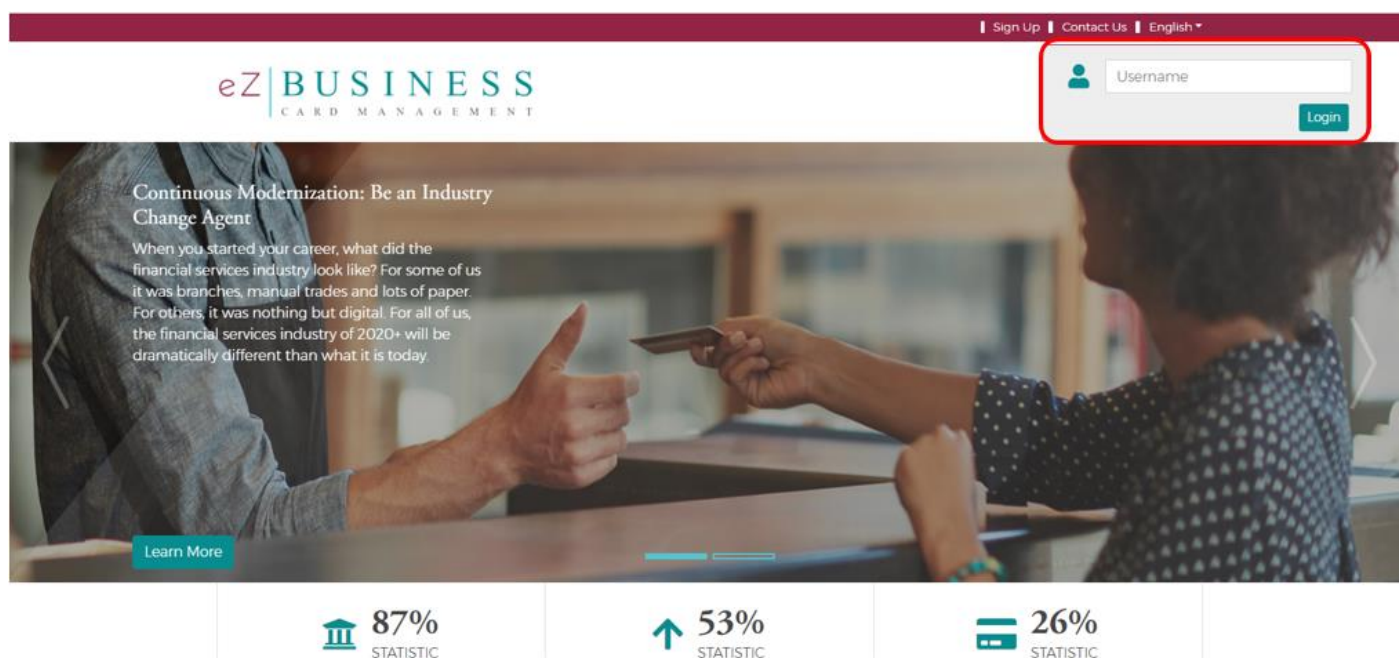 Sign Up Contact Us English
eZ BUSINESS
CARD MANAGEMENT
Username
Login
Continuous Modernization: Be an Industry
Change Agent
When you started your career, what did the
financial services industry look like? For some of us
it was branches, manual trades and lots of paper.
For others, it was nothing but digital. For all of us,
the financial services industry of 2020+ will be
dramatically different than what it is today.
Learn More
87%
STATISTIC
53%
STATISTIC
26%
STATISTIC